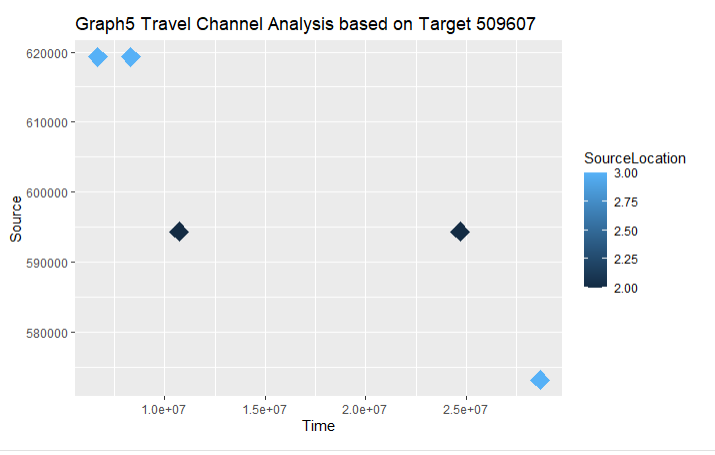 Graph5 Travel Channel Analysis based on Target 509607
620000
610000
600000
590000
580000
Source
1.0e+07 1.5e+07 2.0e+07 2.5e+07
Time
SourceLocation
3.00
2.75
2.50
2.25
2.00